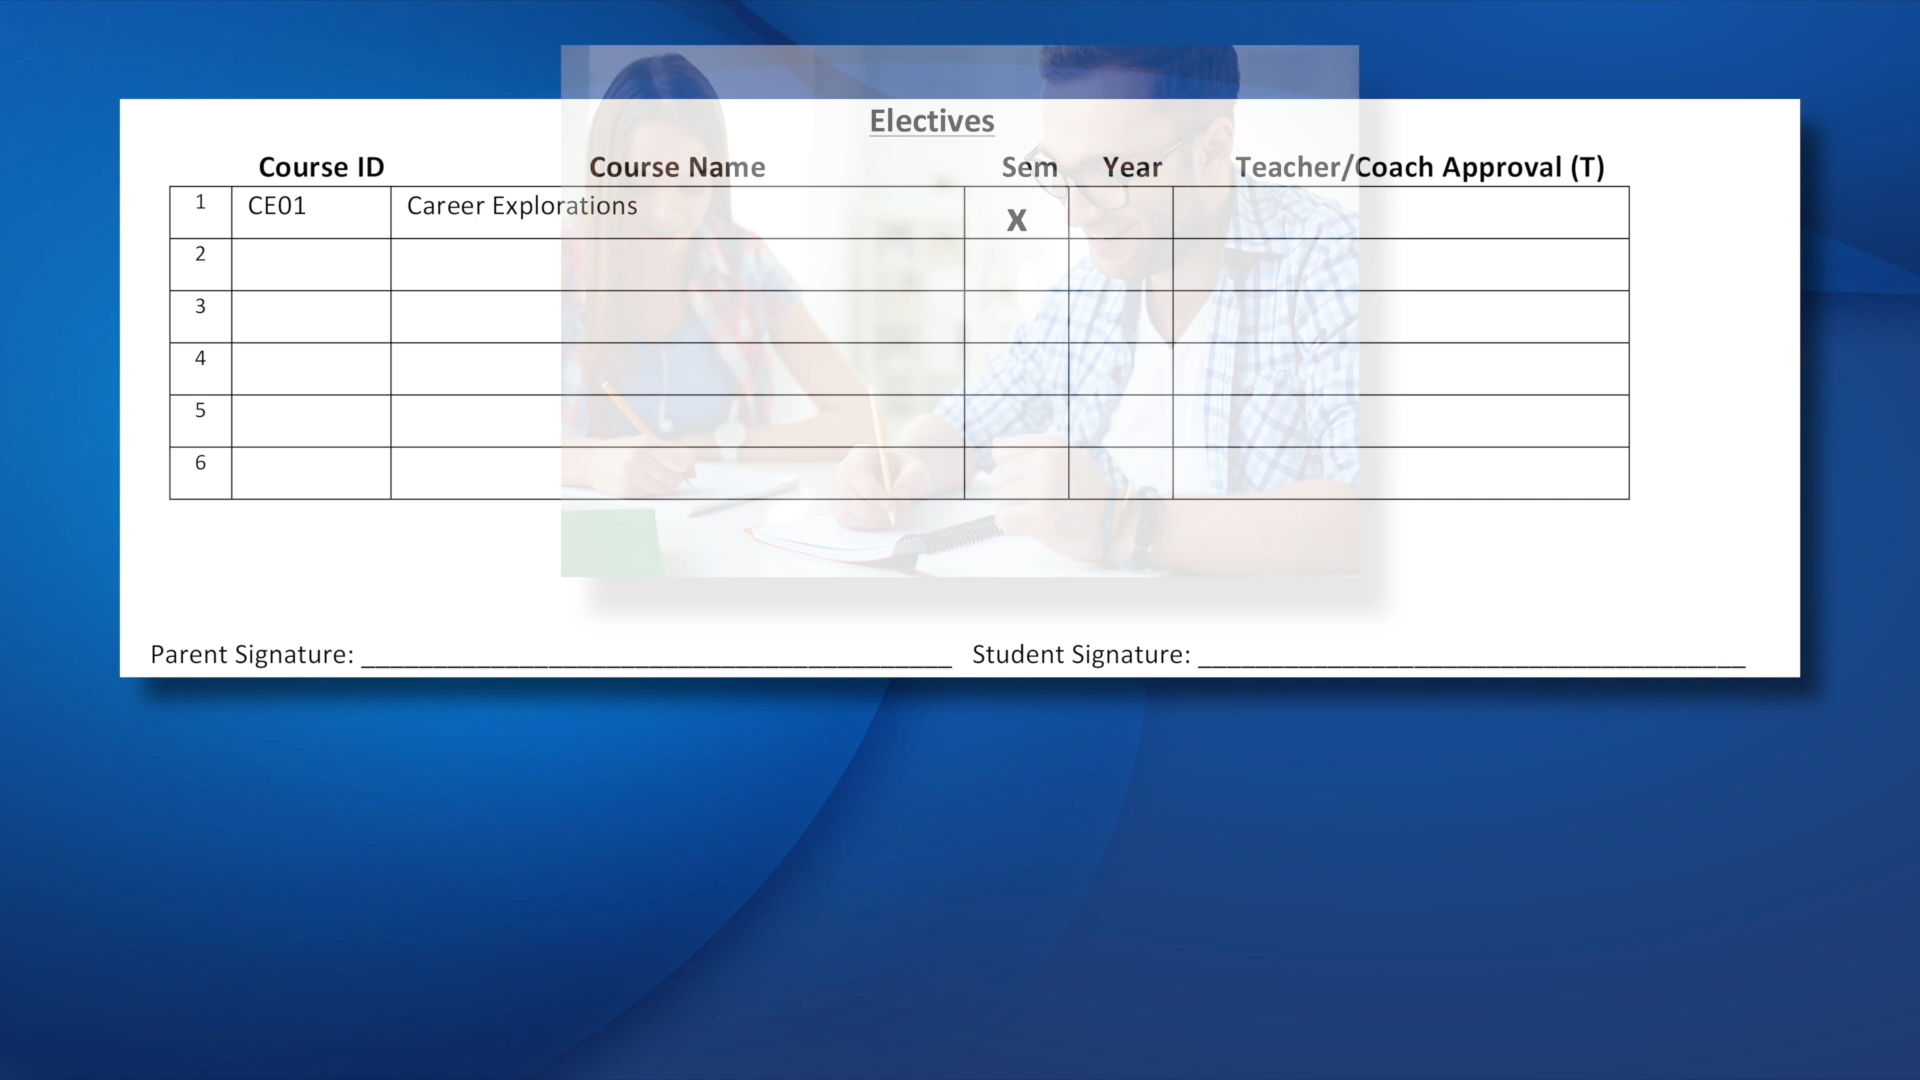 Electives
Course ID Course Name Sem Year Teacher/Coach Approval (T)
1 CE01 Career Explorations X
2
3
4
5
6
Parent Signature: ________________________________________ Student Signature: _____________________________________